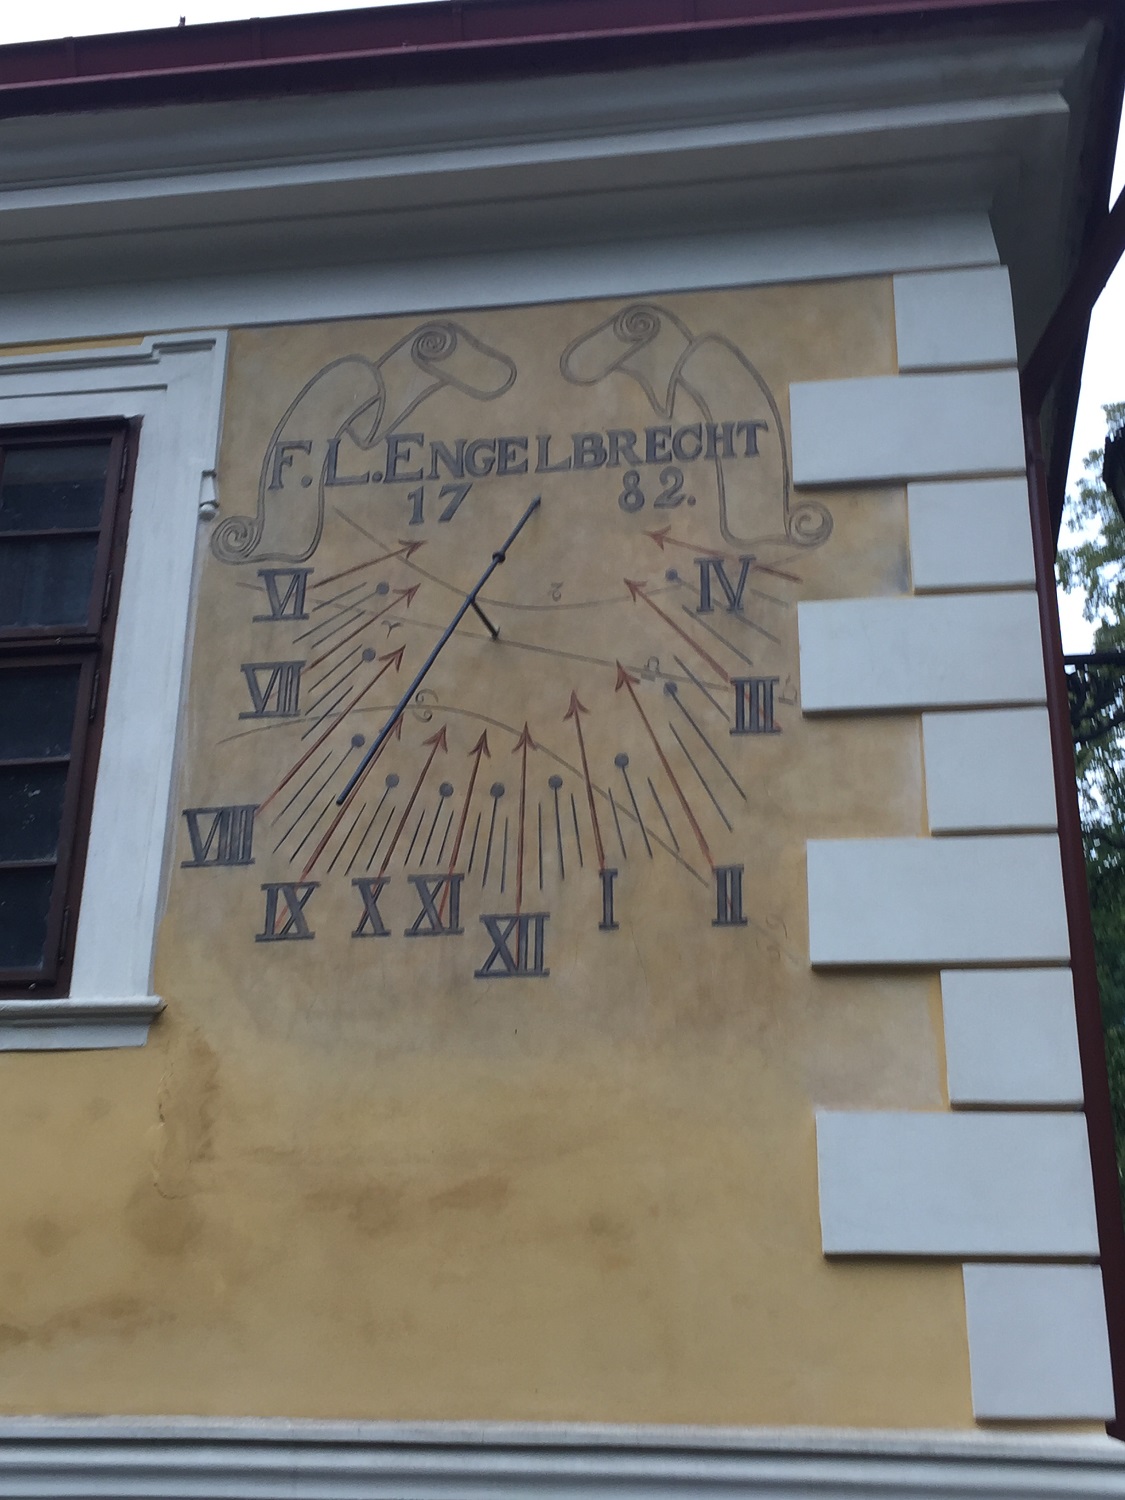 F. L. ENGELBRECHT
17 82.
VI IV
VII III
VIII
IX X XI I II
XII